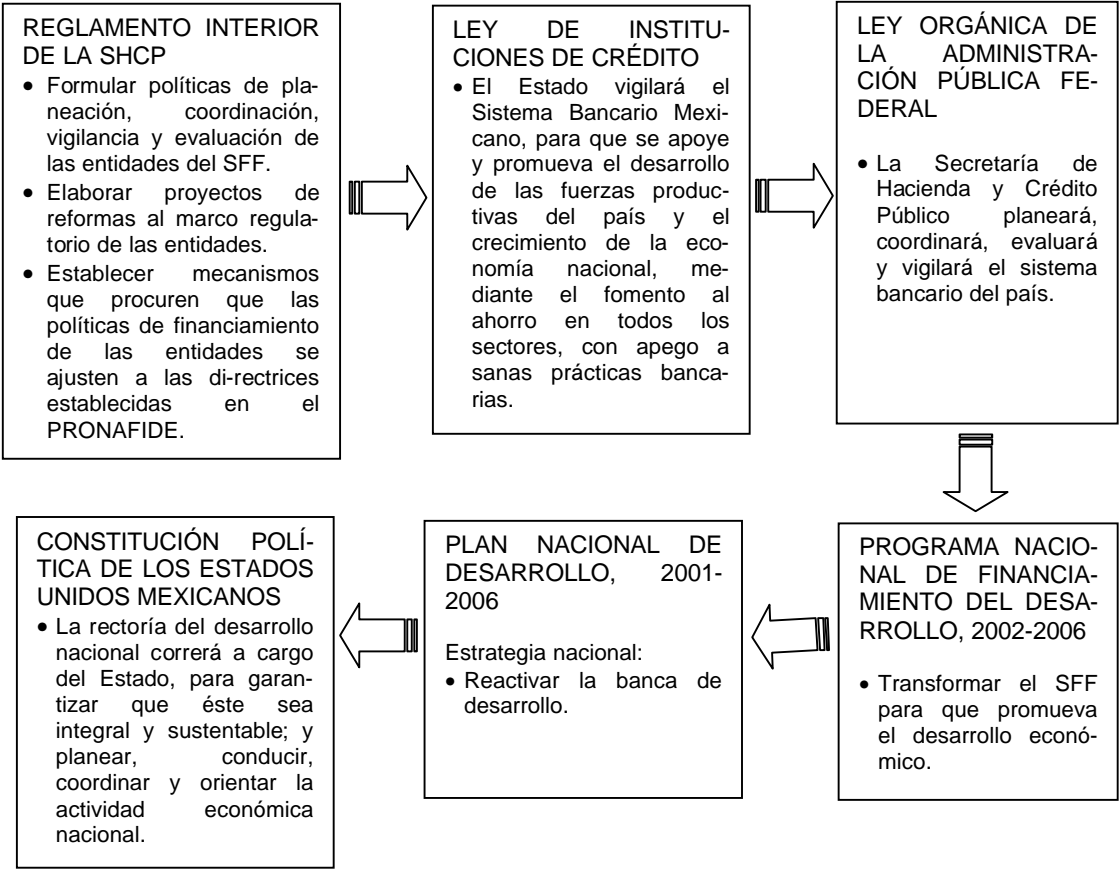 REGLAMENTO INTERIOR
DE LA SHCP
• Formular políticas de pla-
neación, coordinación,
vigilancia y evaluación de
las entidades del SFF.
• Elaborar proyectos de
reformas al marco regula-
torio de las entidades.
• Establecer mecanismos
que procuren que las
políticas de financiamiento
de las entidades se
ajusten a las di-rectrices
establecidas en el
PRONAFIDE.
LEY DE INSTITU-
CIONES DE CRÉDITO
• El Estado vigilará el
Sistema Bancario Mexi-
cano, para que se apoye
y promueva el desarrollo
de las fuerzas produc-
tivas del país y el
crecimiento de la eco-
nomía nacional, me-
diante el fomento al
ahorro en todos los
sectores, con apego a
sanas prácticas banca-
rias.
LEY ORGÁNICA DE
LA ADMINISTRA-
CIÓN PÚBLICA FE-
DERAL
• La Secretaría de
Hacienda y Crédito
Público planeará,
coordinará, evaluará
y vigilará el sistema
bancario del país.
PROGRAMA NACIO-
NAL DE FINANCIA-
MIENTO DEL DESA-
RROLLO, 2002-2006
• Transformar el SFF
para que promueva
el desarrollo econó-
mico.
PLAN NACIONAL DE
DESARROLLO, 2001-
2006
Estrategia nacional:
• Reactivar la banca de
desarrollo.
CONSTITUCIÓN POLÍ-
TICA DE LOS ESTADOS
UNIDOS MEXICANOS
• La rectoría del desarrollo
nacional correrá a cargo
del Estado, para garan-
tizar que éste sea
integral y sustentable; y
planear, conducir,
coordinar y orientar la
actividad económica
nacional.